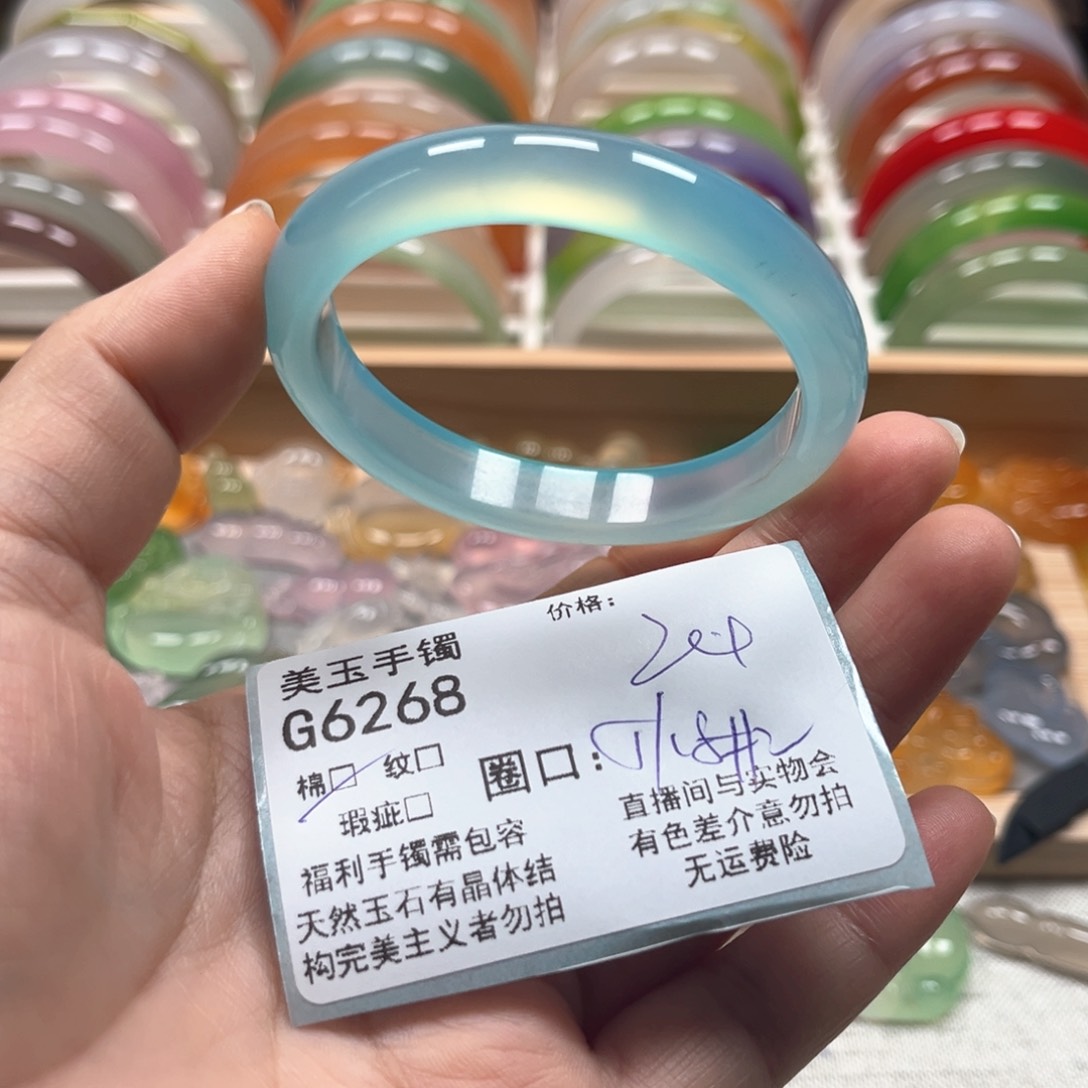 价格：
美玉手镯
G6268
棉□ 纹□
圈口：
瑕疵□
福利手镯需包容
天然玉石有晶体结
构完美主义者勿拍
直播间与实物会
有色差介意勿拍
无运费险